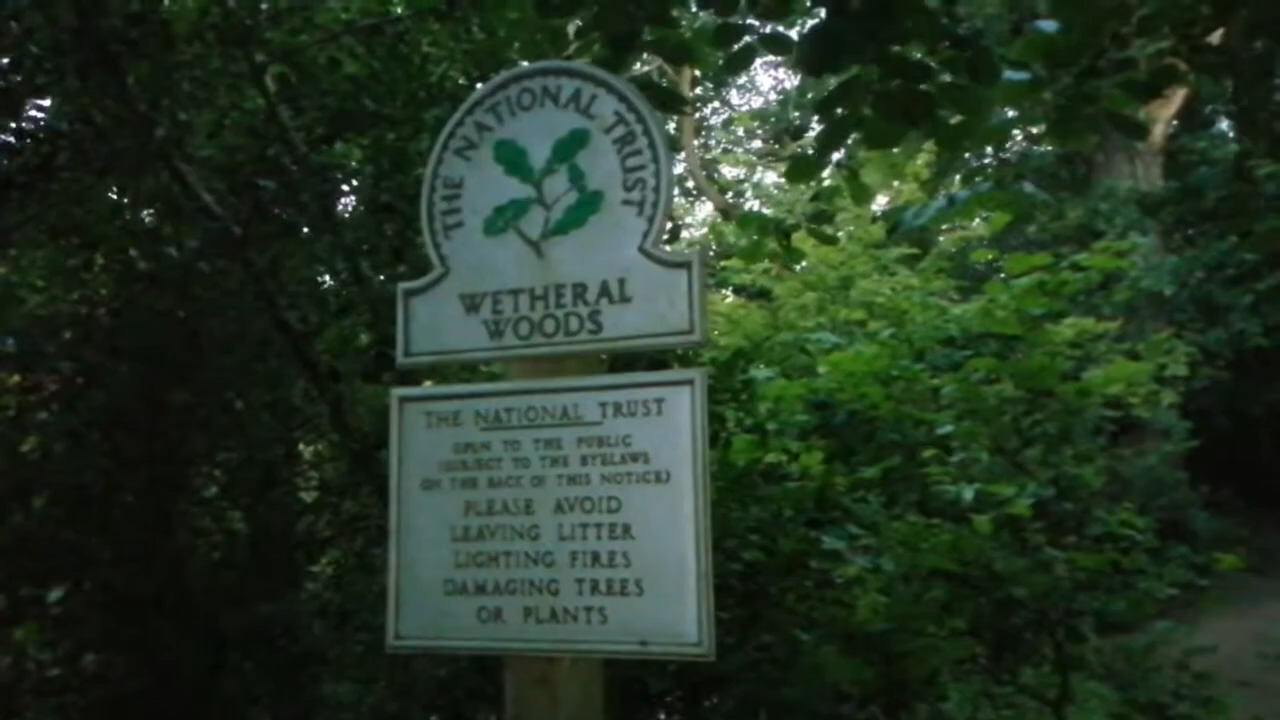 THE NATIONAL TRUST
WETHERAL
WOODS
THE NATIONAL TRUST
OPEN TO THE PUBLIC
(SUBJECT TO THE BYELAWS
ON THE BACK OF THIS NOTICE)
PLEASE AVOID
LEAVING LITTER
LIGHTING FIRES
DAMAGING TREES
OR PLANTS